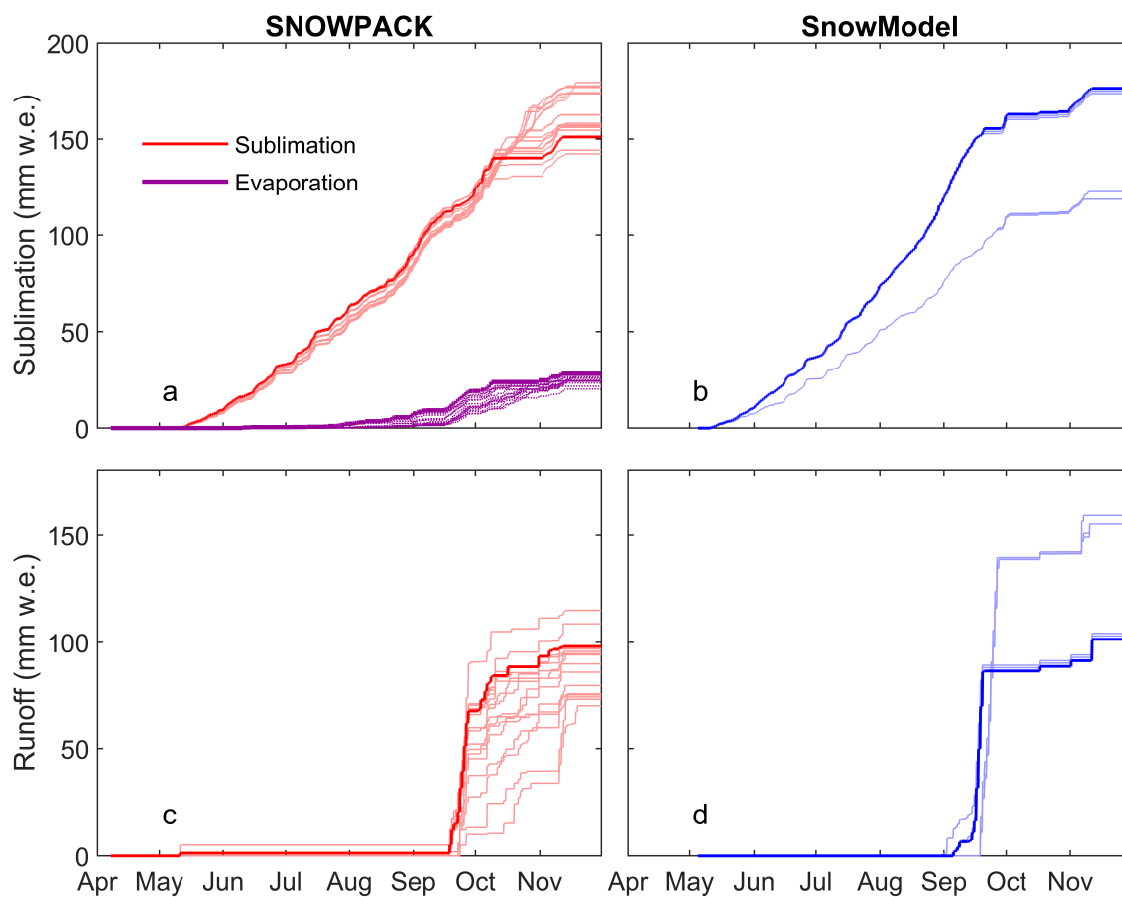 SNOWPACK
SnowModel
Sublimation (mm w.e.)
200
150
100
50
0
Sublimation
Evaporation
a
b
Runoff (mm w.e.)
150
100
50
0
c
d
Apr May Jun Jul Aug Sep Oct Nov
Apr May Jun Jul Aug Sep Oct Nov